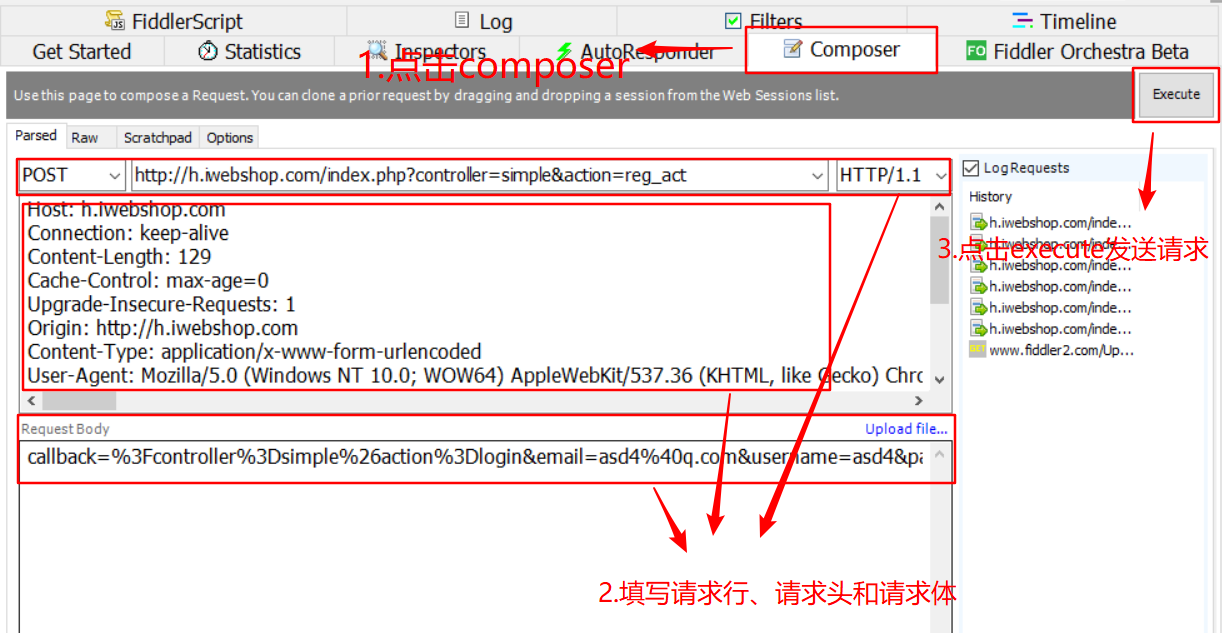 FiddlerScript Log Filters Timeline
Get Started Statistics Inspectors AutoResponder Composer FO Fiddler Orchestra Beta
1.点击composer
Use this page to compose a Request. You can clone a prior request by dragging and dropping a session from the Web Sessions list.
Execute
Parsed Raw Scratchpad Options
POST http://h.iwebshop.com/index.php?controller=simple&action=reg_act HTTP/1.1
Host: h.iwebshop.com
Connection: keep-alive
Content-Length: 129
Cache-Control: max-age=0
Upgrade-Insecure-Requests: 1
Origin: http://h.iwebshop.com
Content-Type: application/x-www-form-urlencoded
User-Agent: Mozilla/5.0 (Windows NT 10.0; WOW64) AppleWebKit/537.36 (KHTML, like Gecko) Chro
Log Requests
History
h.iwebshop.com/inde...
h.iwebshop.com/inde...
3.点击execute发送请求
h.iwebshop.com/inde...
h.iwebshop.com/inde...
h.iwebshop.com/inde...
h.iwebshop.com/inde...
www.fiddler2.com/Up...
Request Body Upload file...
callback=%3Fcontroller%3Dsimple%26action%3Dlogin&email=asd4%40q.com&username=asd4&pa
2.填写请求行、请求头和请求体